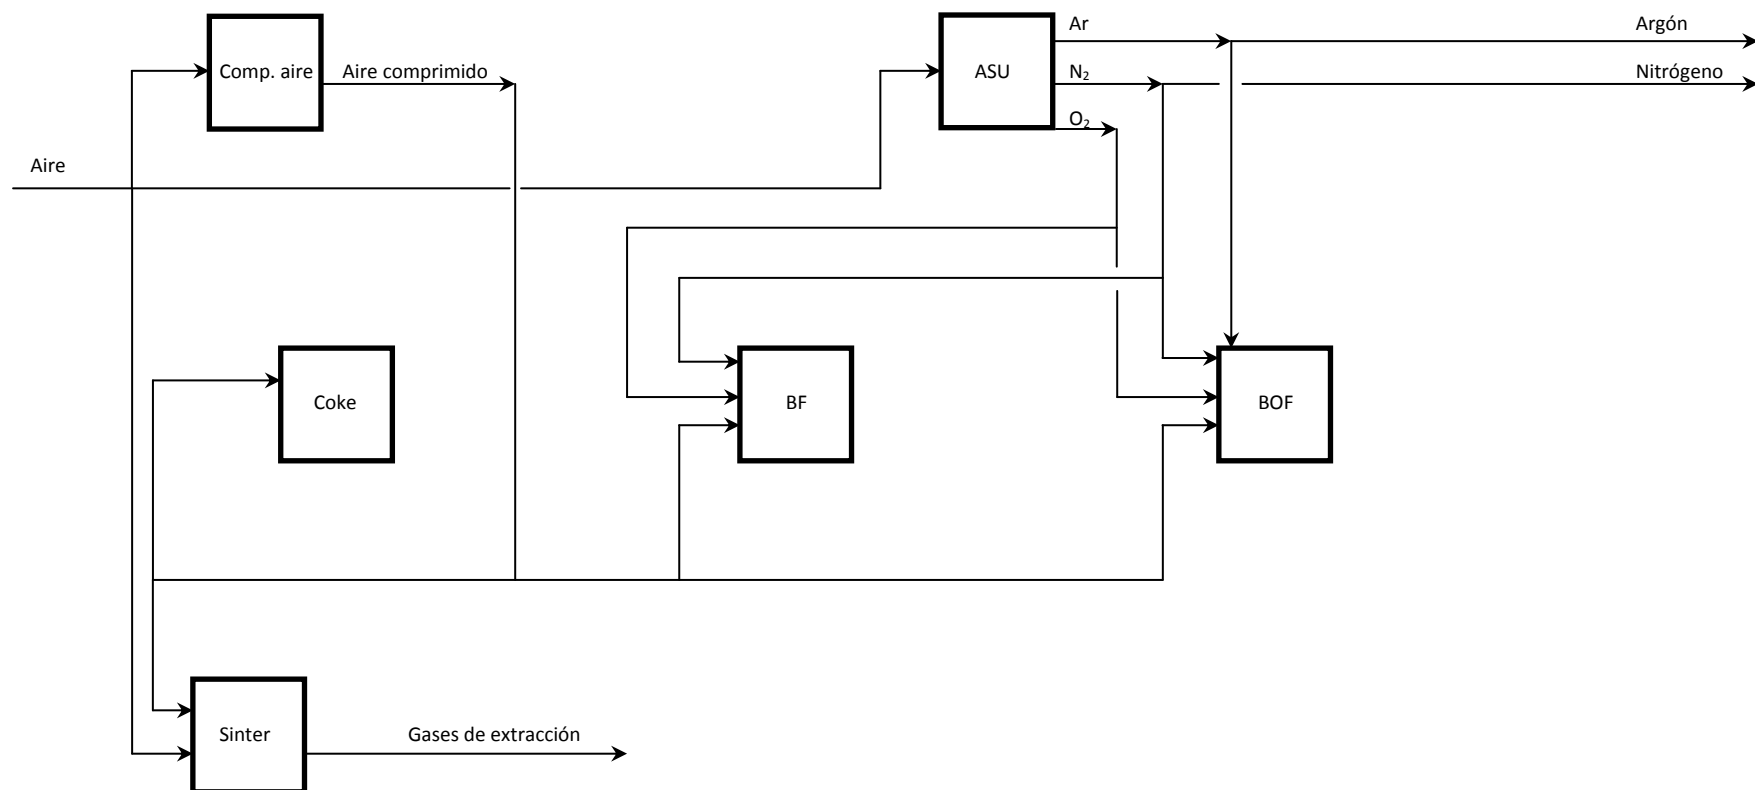 Ar
Argón
Comp. aire
Aire comprimido
ASU
N₂
Nitrógeno
O₂
Aire
Coke
BF
BOF
Sinter
Gases de extracción